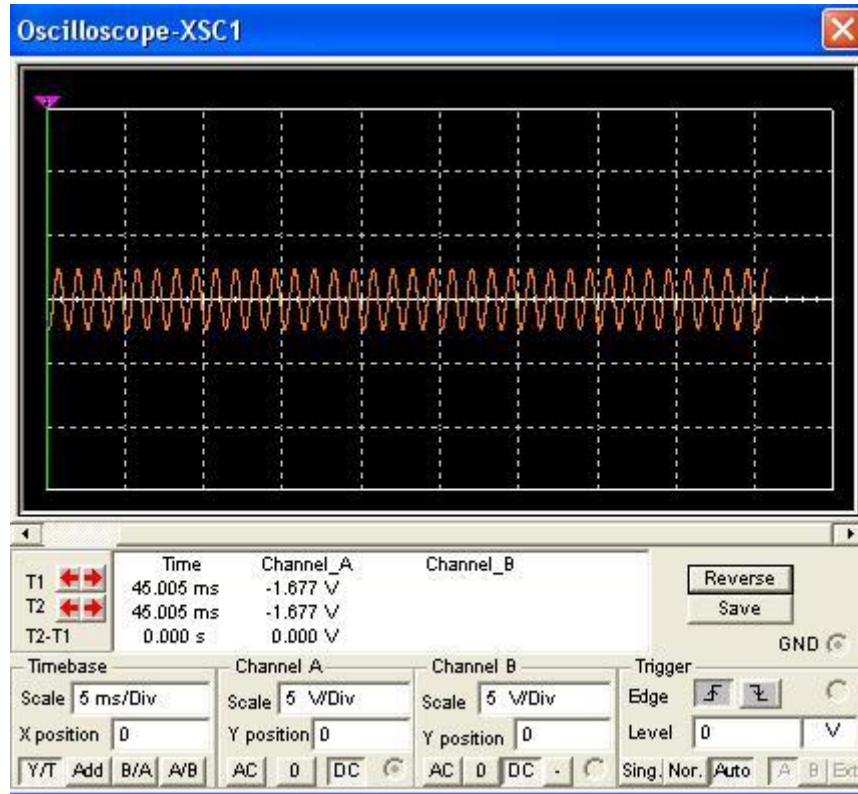 Oscilloscope-XSC1
Time Channel_A Channel_B
T1 45.005 ms -1.677 V
T2 45.005 ms -1.677 V
T2-T1 0.000 s 0.000 V
Reverse
Save
GND
Timebase Channel A Channel B Trigger
Scale 5 ms/Div Scale 5 V/Div Scale 5 V/Div Edge
X position 0 Y position 0 Y position 0 Level 0 V
Y/T Add B/A A/B AC 0 DC AC 0 DC - Sing. Nor. Auto A B Ext